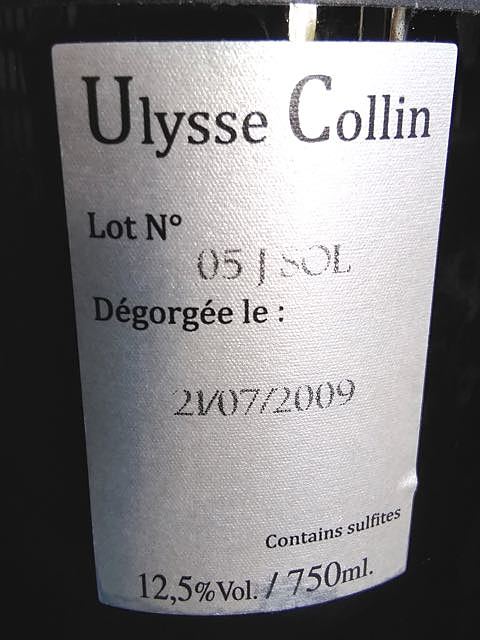 Ulysse Collin
Lot N°
05 J SOL
Dégorgée le :
21/07/2009
Contains sulfites
12,5%Vol. / 750ml.